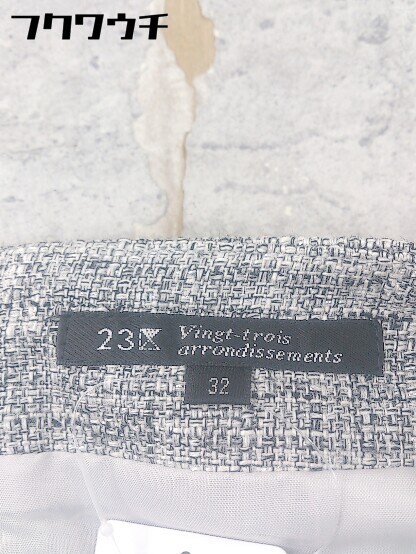 フクワウチ
23区 Vingt-trois
arrondissements
32